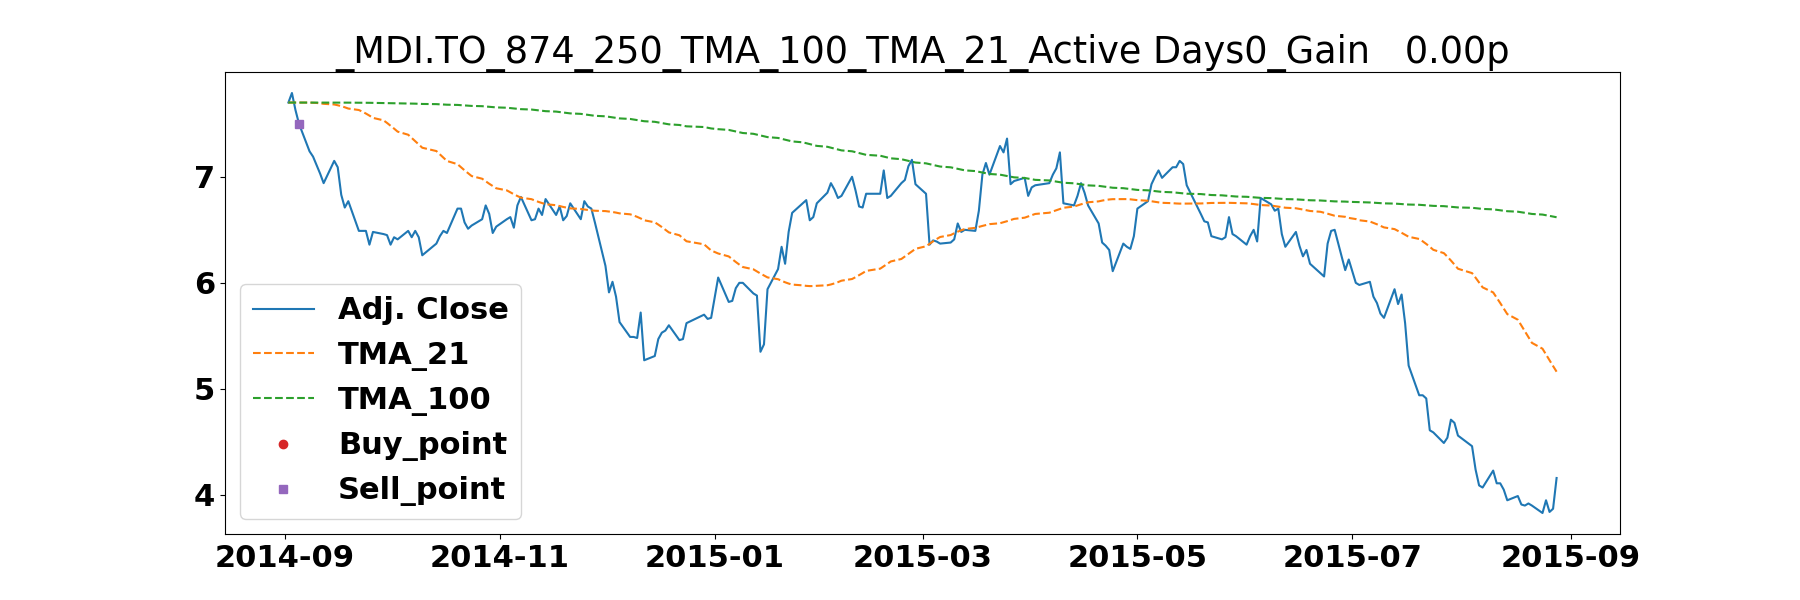 _MDI.TO_874_250_TMA_100_TMA_21_Active Days0_Gain   0.00p
7
6
5
4
Adj. Close
TMA_21
TMA_100
Buy_point
Sell_point
2014-09 2014-11 2015-01 2015-03 2015-05 2015-07 2015-09